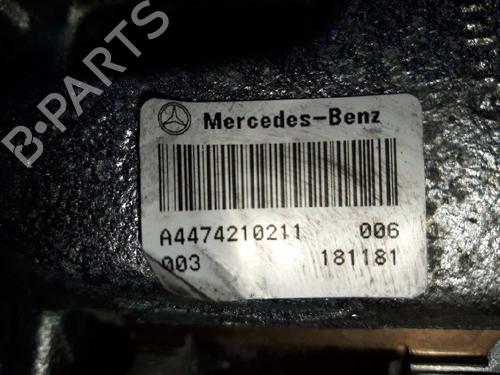 Mercedes-Benz
A4474210211 006
003 181181
B-PARTS